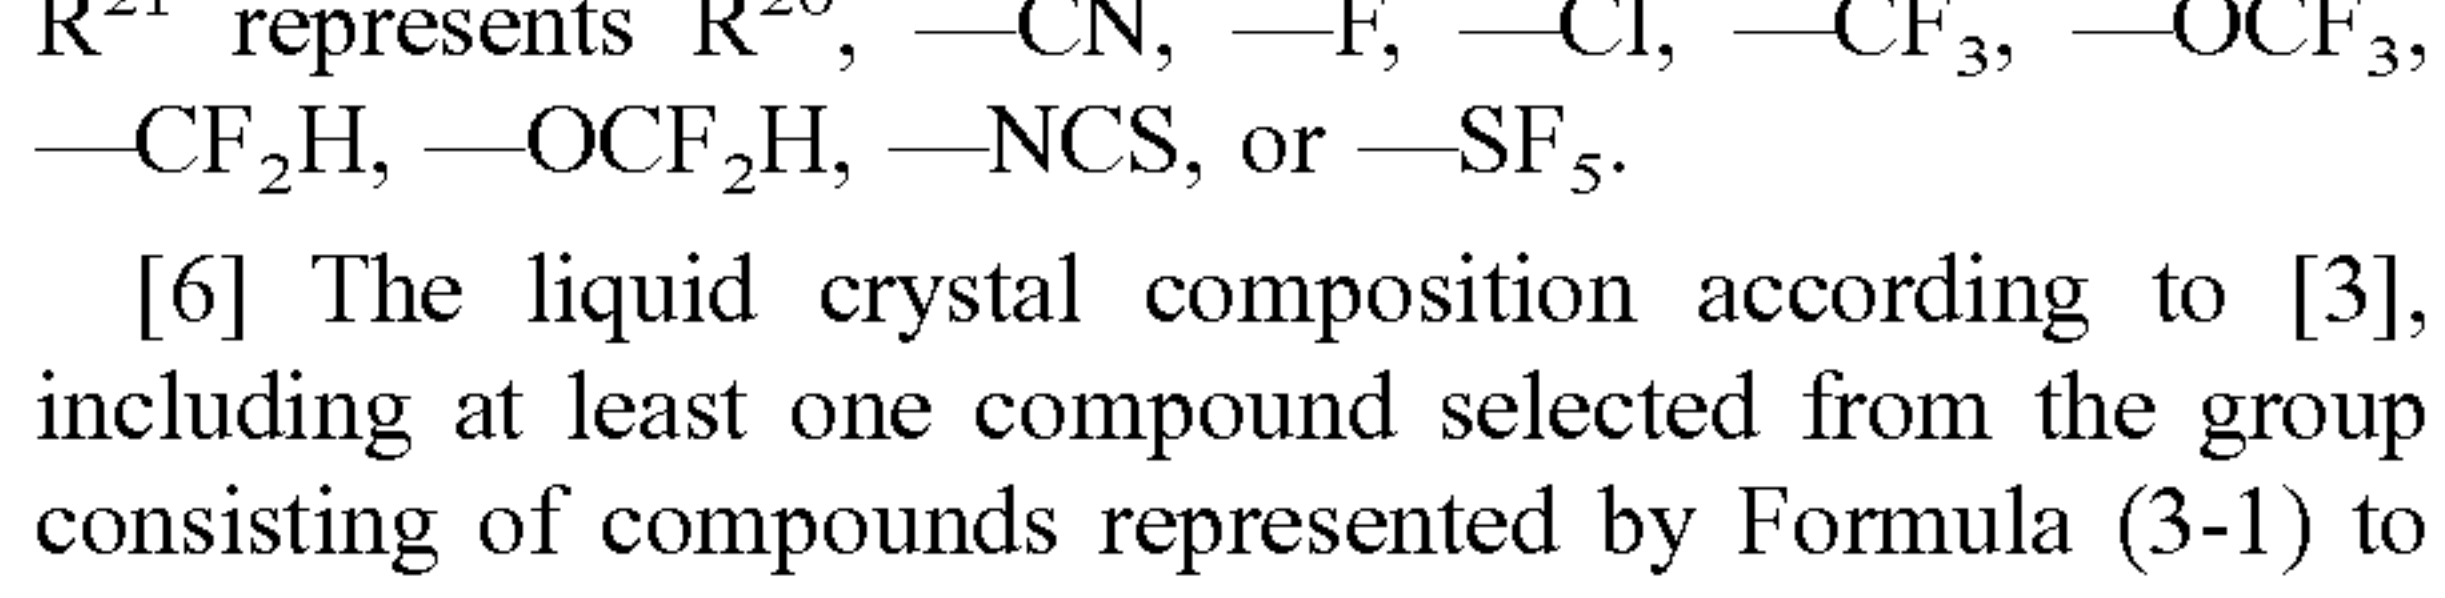 R²¹ represents R²⁰, —CN, —F, —Cl, —CF₃, —OCF₃,
—CF₂H, —OCF₂H, —NCS, or —SF₅.
[6] The liquid crystal composition according to [3],
including at least one compound selected from the group
consisting of compounds represented by Formula (3-1) to